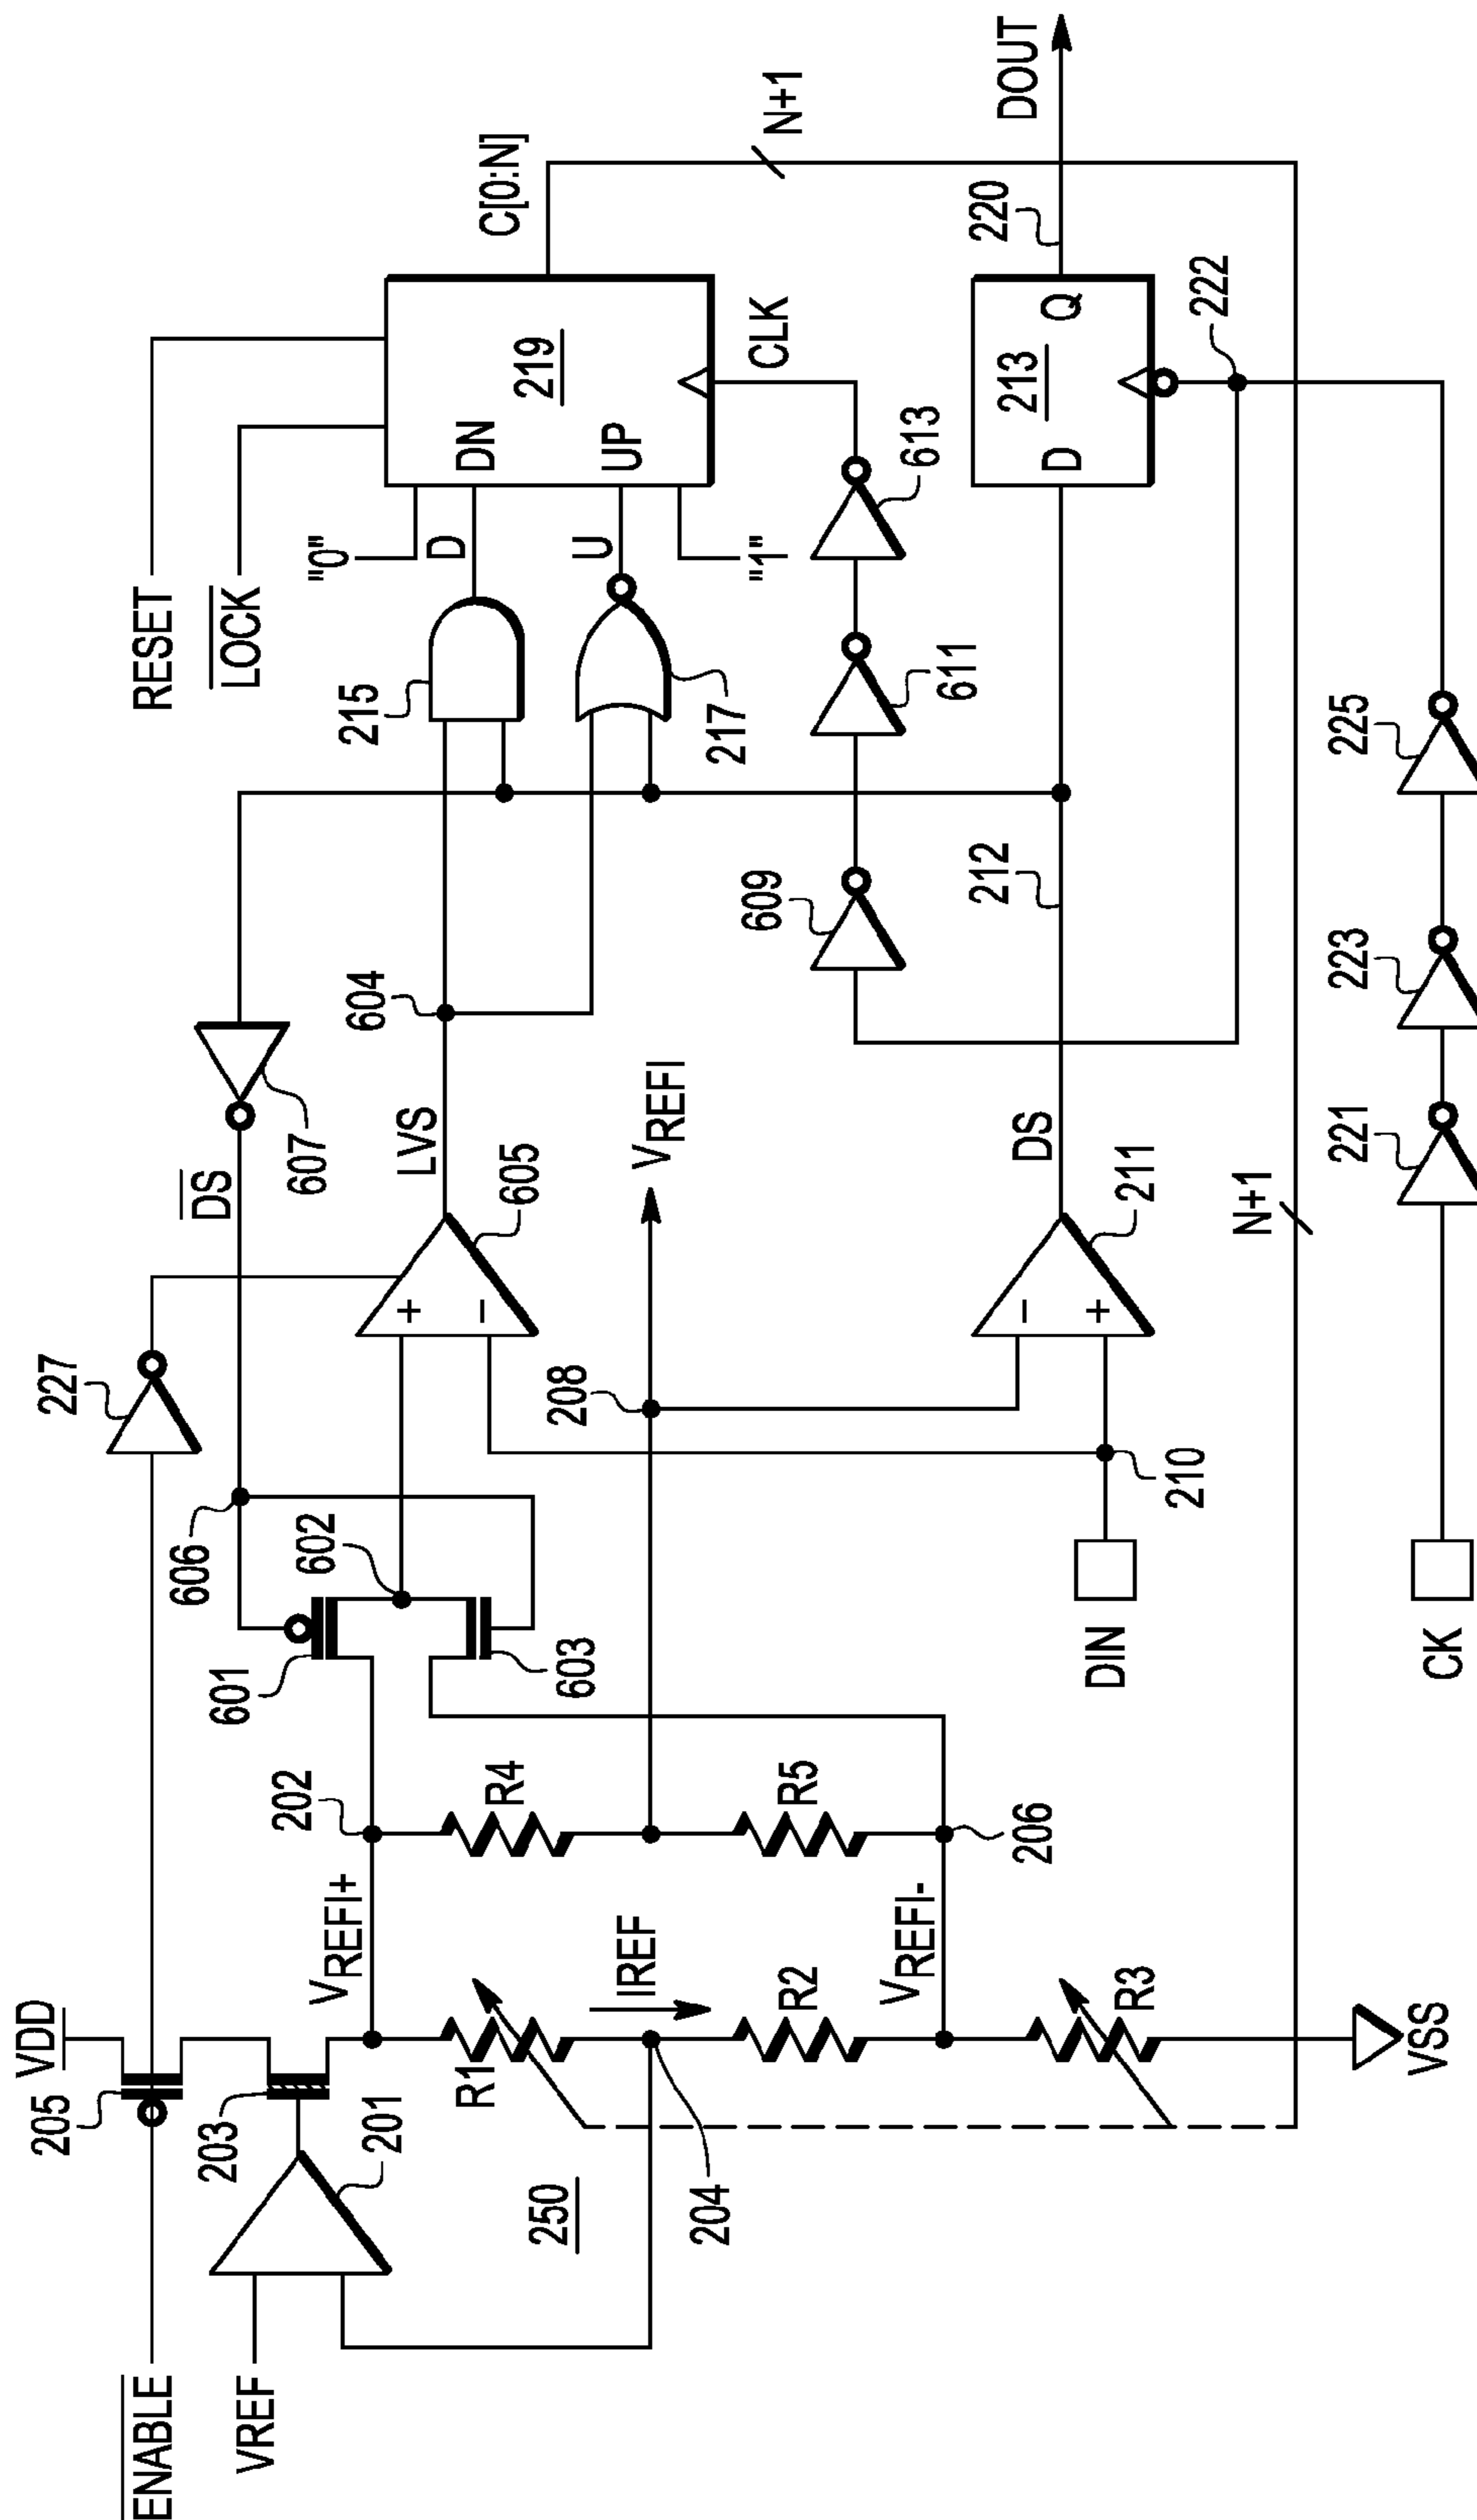 ENABLE
VREF
205
VDD
203
201
250
204
R1
IREF
R2
R3
VSS
VREFI+
VREFI-
202
R4
R5
206
601
603
602
606
227
DS
607
LVS
605
604
208
VREFI
DIN
210
211
DS
212
CK
221
223
225
N+1
RESET
LOCK
215
217
"0"
D
U
"1"
DN
UP
219
C[0:N]
CLK
609
611
613
N+1
D
213
Q
220
222
DOUT